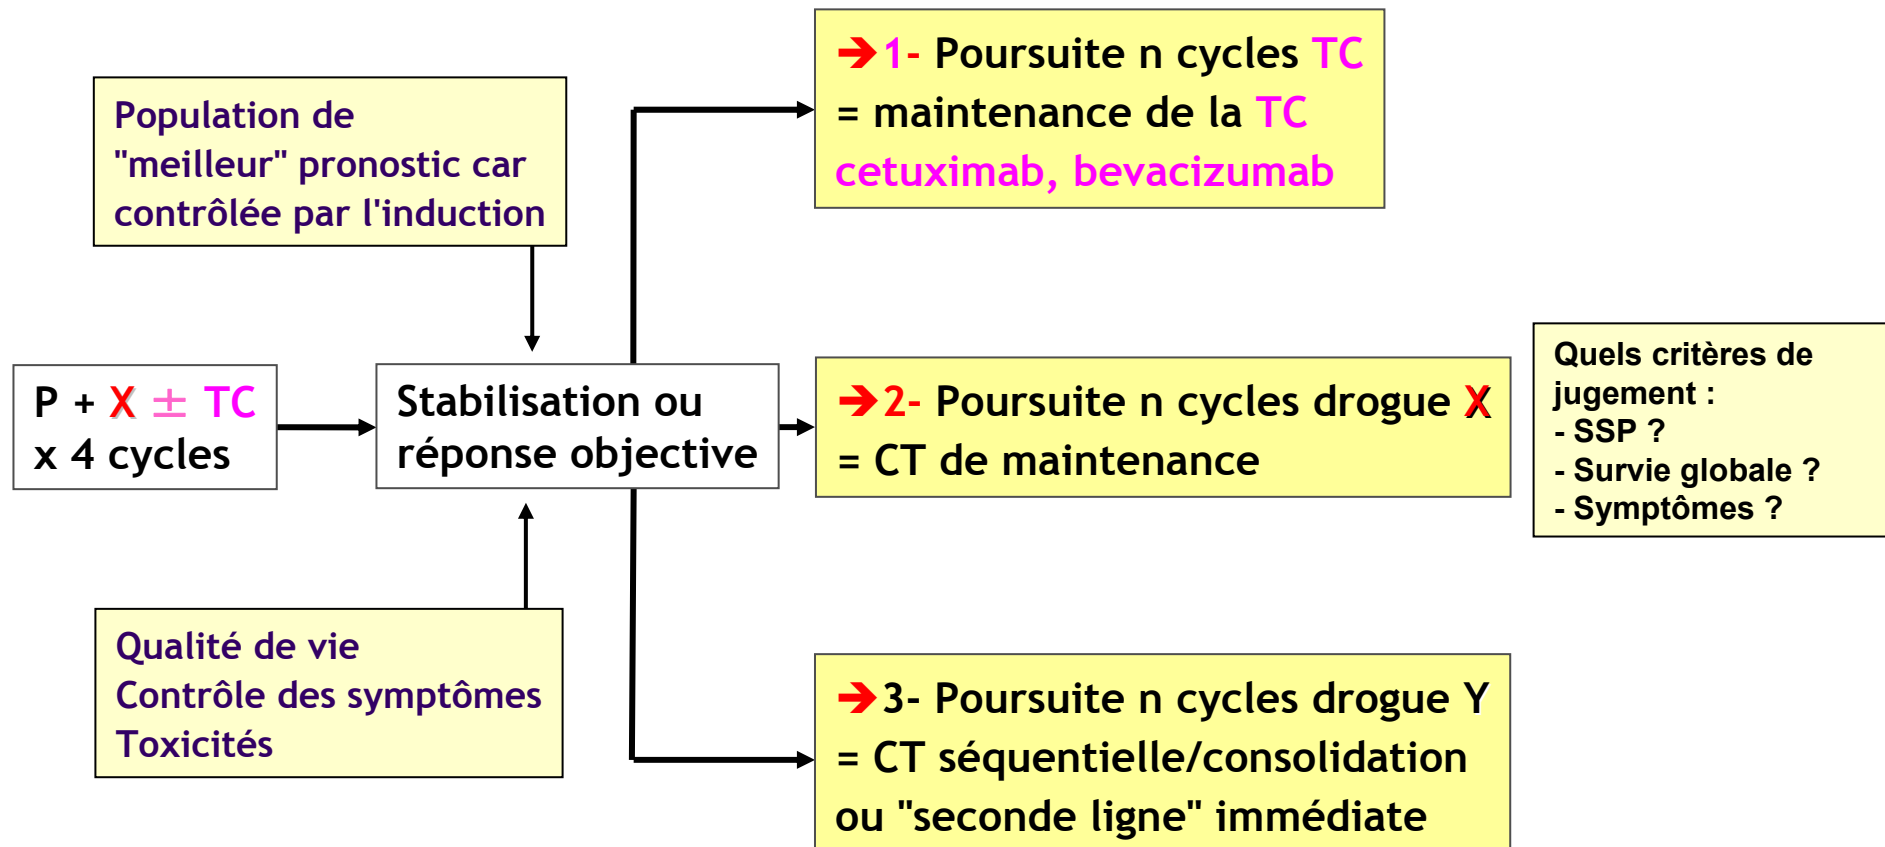 Population de
"meilleur" pronostic car
contrôlée par l'induction
P + X ± TC
x 4 cycles
Stabilisation ou
réponse objective
Qualité de vie
Contrôle des symptômes
Toxicités
➔1- Poursuite n cycles TC
= maintenance de la TC
cetuximab, bevacizumab
➔2- Poursuite n cycles drogue X
= CT de maintenance
➔3- Poursuite n cycles drogue Y
= CT séquentielle/consolidation
ou "seconde ligne" immédiate
Quels critères de
jugement :
- SSP ?
- Survie globale ?
- Symptômes ?